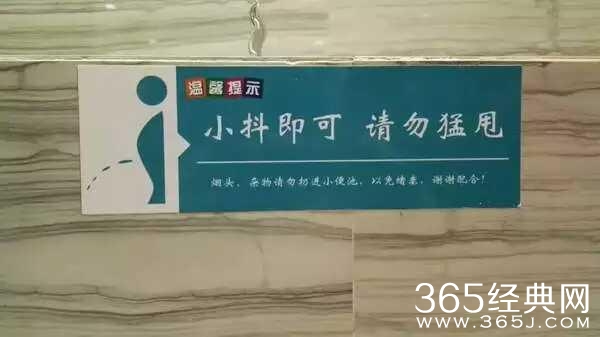 温馨提示
小抖即可 请勿猛甩
烟头、杂物请勿扔进小便池，以免堵塞，谢谢配合！
365经典网
www.365j.com